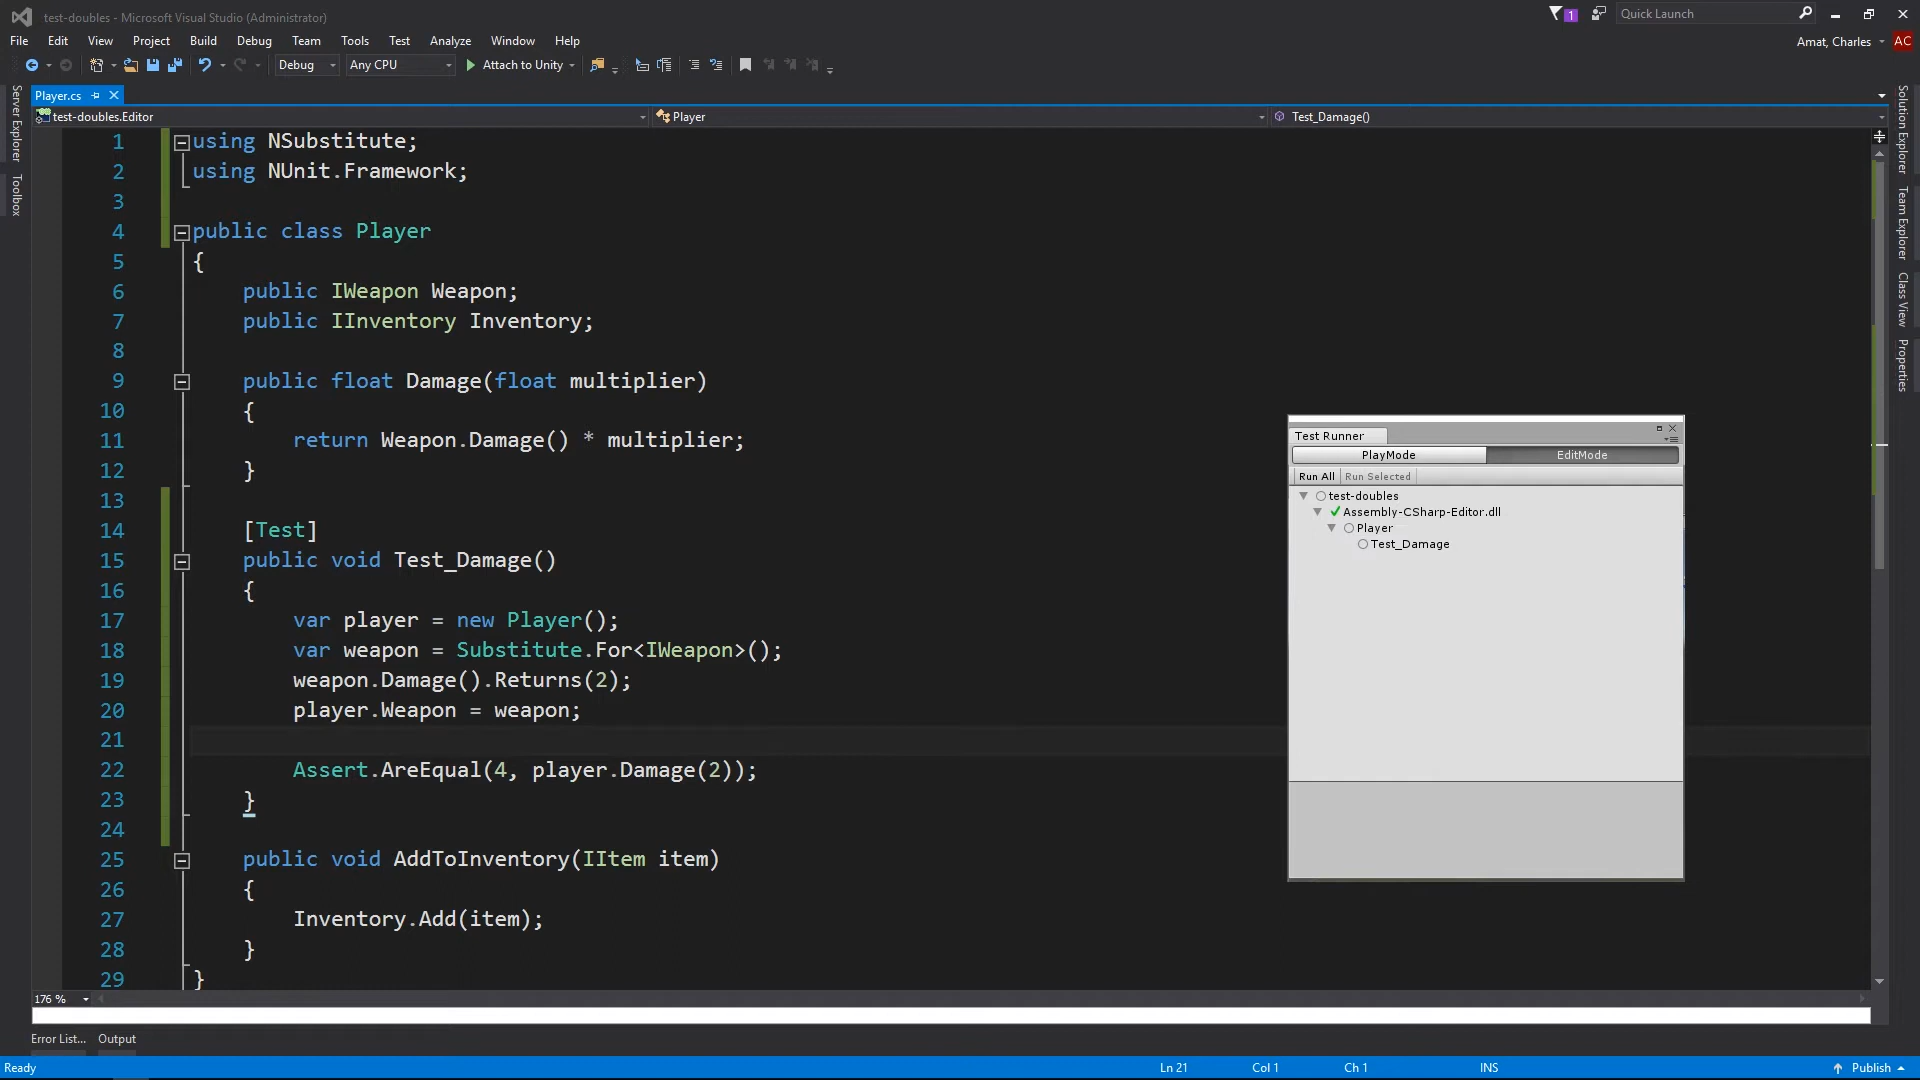 test-doubles - Microsoft Visual Studio (Administrator)
1
Quick Launch
File Edit View Project Build Debug Team Tools Test Analyze Window Help
Amat, Charles
AC
Debug
Any CPU
Attach to Unity
Player.cs
test-doubles.Editor
Player
Test_Damage()
Server Explorer
Toolbox
Solution Explorer
Team Explorer
Class View
Properties
1 using NSubstitute;
2 using NUnit.Framework;
3
4 public class Player
5 {
6 public IWeapon Weapon;
7 public IInventory Inventory;
8
9 public float Damage(float multiplier)
10 {
11 return Weapon.Damage() * multiplier;
12 }
13
14 [Test]
15 public void Test_Damage()
16 {
17 var player = new Player();
18 var weapon = Substitute.For<IWeapon>();
19 weapon.Damage().Returns(2);
20 player.Weapon = weapon;
21
22 Assert.AreEqual(4, player.Damage(2));
23 }
24
25 public void AddToInventory(IItem item)
26 {
27 Inventory.Add(item);
28 }
29 }
Test Runner
PlayMode
EditMode
Run All
Run Selected
test-doubles
Assembly-CSharp-Editor.dll
Player
Test_Damage
176 %
Error List...
Output
Ready
Ln 21
Col 1
Ch 1
INS
Publish